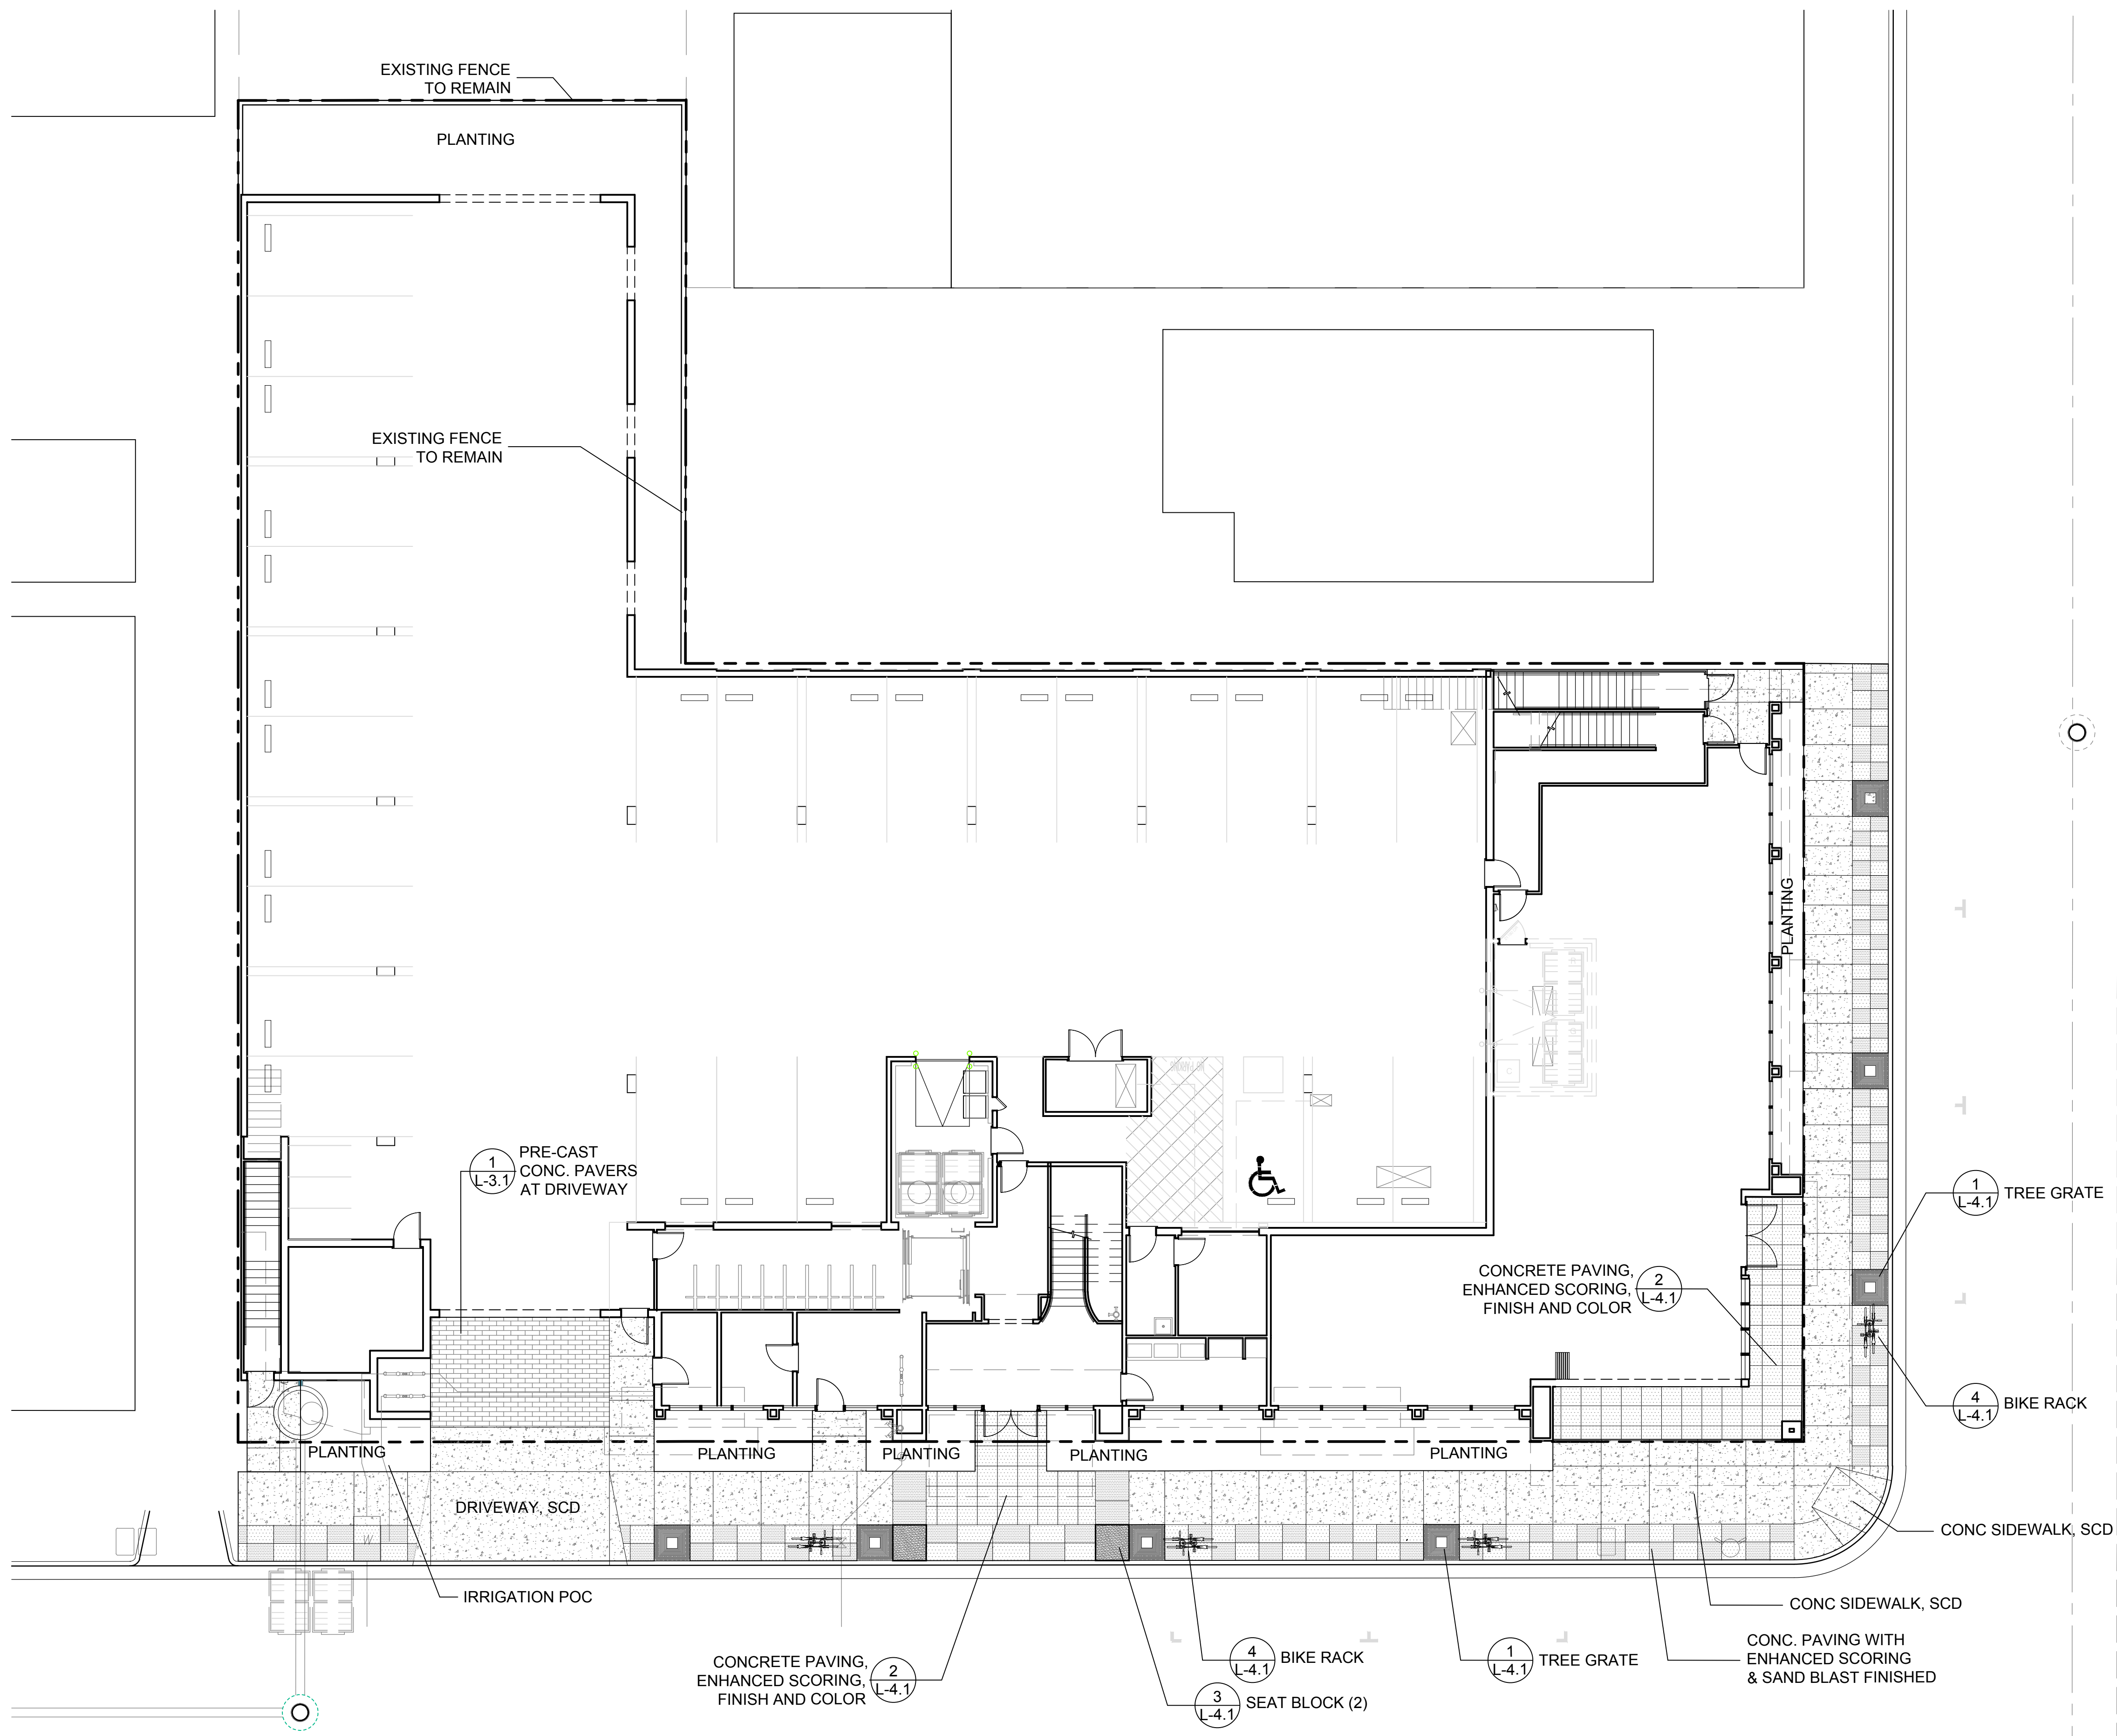 EXISTING FENCE
TO REMAIN
PLANTING
EXISTING FENCE
TO REMAIN
PLANTING
1
L-3.1
PRE-CAST
CONC. PAVERS
AT DRIVEWAY
1
L-4.1
TREE GRATE
CONCRETE PAVING,
ENHANCED SCORING,
FINISH AND COLOR
2
L-4.1
4
L-4.1
BIKE RACK
PLANTING
PLANTING
PLANTING
PLANTING
PLANTING
DRIVEWAY, SCD
W
CONC SIDEWALK, SCD
IRRIGATION POC
CONC SIDEWALK, SCD
CONCRETE PAVING,
ENHANCED SCORING,
FINISH AND COLOR
2
L-4.1
4
L-4.1
BIKE RACK
1
L-4.1
TREE GRATE
CONC. PAVING WITH
ENHANCED SCORING
& SAND BLAST FINISHED
3
L-4.1
SEAT BLOCK (2)